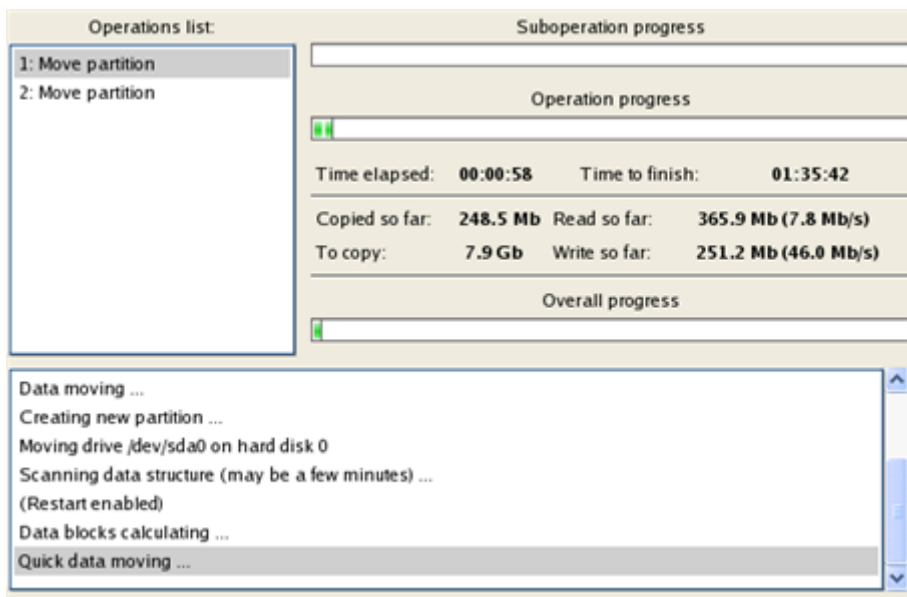 Operations list:
1: Move partition
2: Move partition
Suboperation progress
Operation progress
Time elapsed: 00:00:58 Time to finish: 01:35:42
Copied so far: 248.5 Mb Read so far: 365.9 Mb (7.8 Mb/s)
To copy: 7.9 Gb Write so far: 251.2 Mb (46.0 Mb/s)
Overall progress
Data moving ...
Creating new partition ...
Moving drive /dev/sda0 on hard disk 0
Scanning data structure (may be a few minutes) ...
(Restart enabled)
Data blocks calculating ...
Quick data moving ...